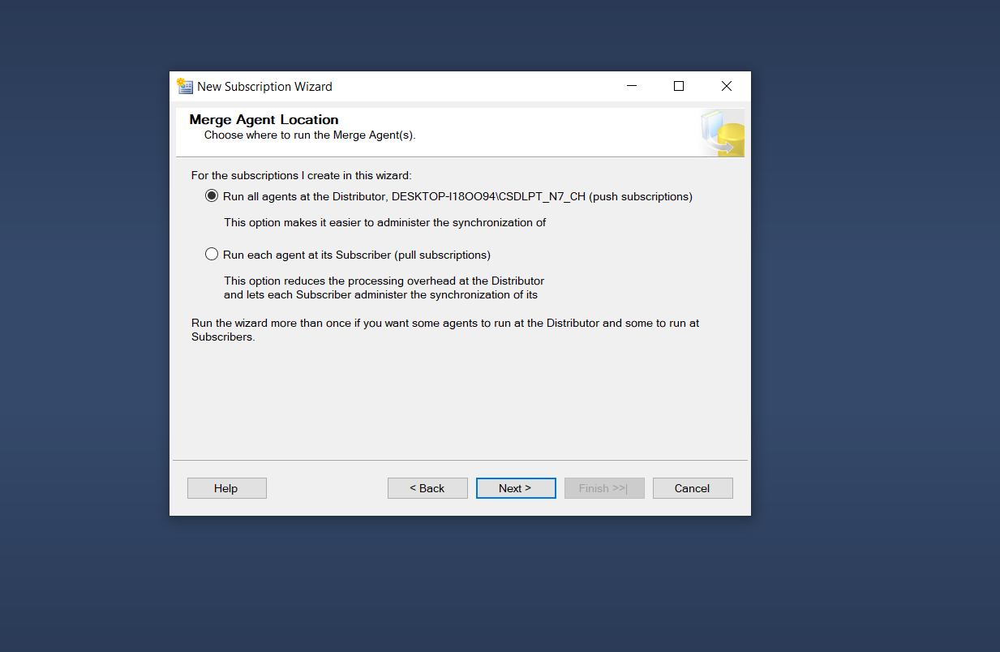 New Subscription Wizard
Merge Agent Location
Choose where to run the Merge Agent(s).
For the subscriptions I create in this wizard:
Run all agents at the Distributor, DESKTOP-I18OO94\CSDLPT_N7_CH (push subscriptions)
This option makes it easier to administer the synchronization of
Run each agent at its Subscriber (pull subscriptions)
This option reduces the processing overhead at the Distributor
and lets each Subscriber administer the synchronization of its
Run the wizard more than once if you want some agents to run at the Distributor and some to run at
Subscribers.
Help
< Back
Next >
Finish >>|
Cancel